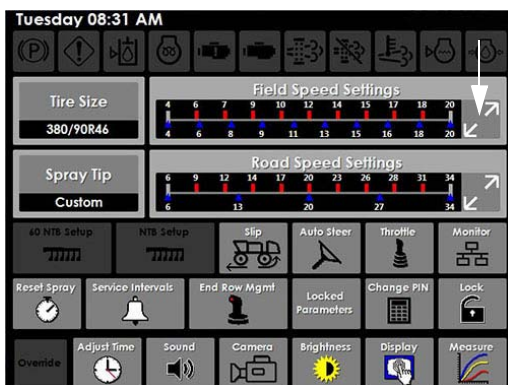 Tuesday 08:31 AM
(P)
Tire Size
380/90R46
Field Speed Settings
4 6 7 9 10 12 14 15 17 18 20
4 6 8 9 11 13 15 16 18 20
Spray Tip
Custom
Road Speed Settings
6 9 12 14 17 20 23 26 28 31 34
6 13 20 27 34
60 NTB Setup
NTB Setup
Slip
Auto Steer
Throttle
Monitor
Reset Spray
Service Intervals
End Row Mgmt
Locked
Parameters
Change PIN
Lock
Override
Adjust Time
Sound
Camera
Brightness
Display
Measure